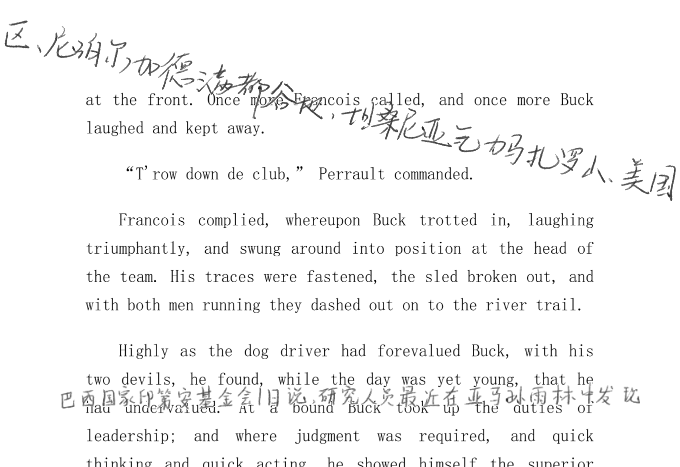 区、尼泊尔加德满都谷地，坦桑尼亚乞力马扎罗山、美国
at the front. Once more Francois called, and once more Buck
laughed and kept away.
“T'row down de club,” Perrault commanded.
Francois complied, whereupon Buck trotted in, laughing
triumphantly, and swung around into position at the head of
the team. His traces were fastened, the sled broken out, and
with both men running they dashed out on to the river trail.
Highly as the dog driver had forevalued Buck, with his
two devils, he found, while the day was yet young, that he
巴西国家印第安基金会1日说，研究人员最近在亚马孙雨林中发现
had undervalued. At a bound Buck took up the duties of
leadership; and where judgment was required, and quick
thinking and quick acting, he showed himself the superior